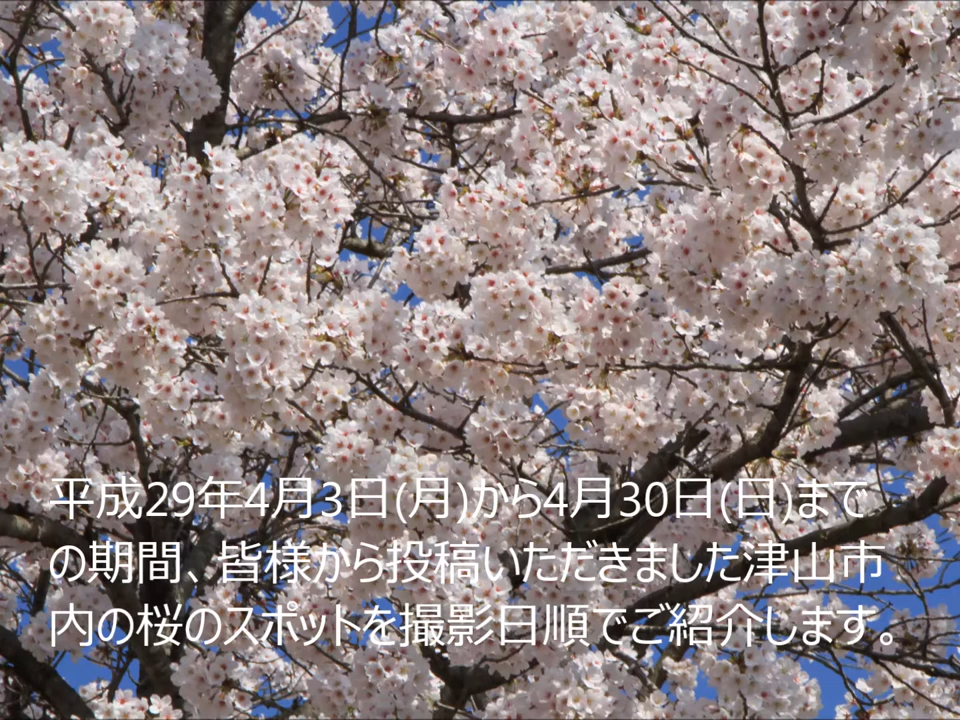 平成29年4月3日(月)から4月30日(日)まで
の期間、皆様から投稿いただきました津山市
内の桜のスポットを撮影日順でご紹介します。